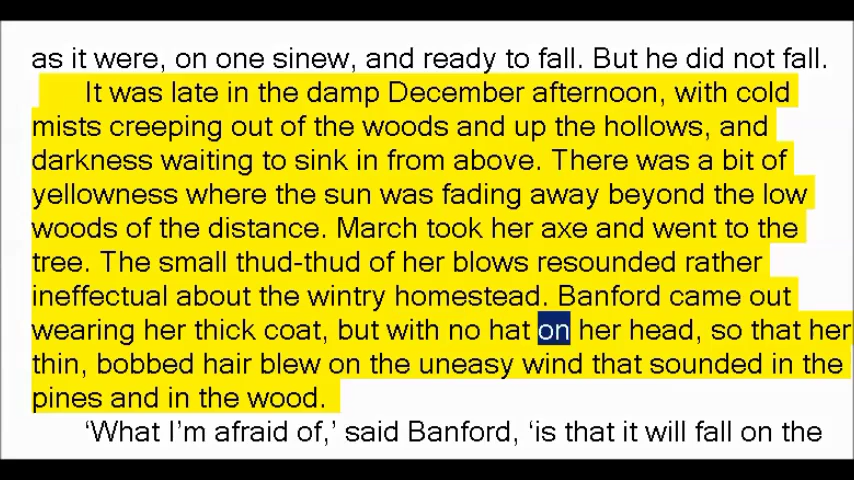 as it were, on one sinew, and ready to fall. But he did not fall.
It was late in the damp December afternoon, with cold
mists creeping out of the woods and up the hollows, and
darkness waiting to sink in from above. There was a bit of
yellowness where the sun was fading away beyond the low
woods of the distance. March took her axe and went to the
tree. The small thud-thud of her blows resounded rather
ineffectual about the wintry homestead. Banford came out
wearing her thick coat, but with no hat on her head, so that her
thin, bobbed hair blew on the uneasy wind that sounded in the
pines and in the wood.
‘What I’m afraid of,’ said Banford, ‘is that it will fall on the